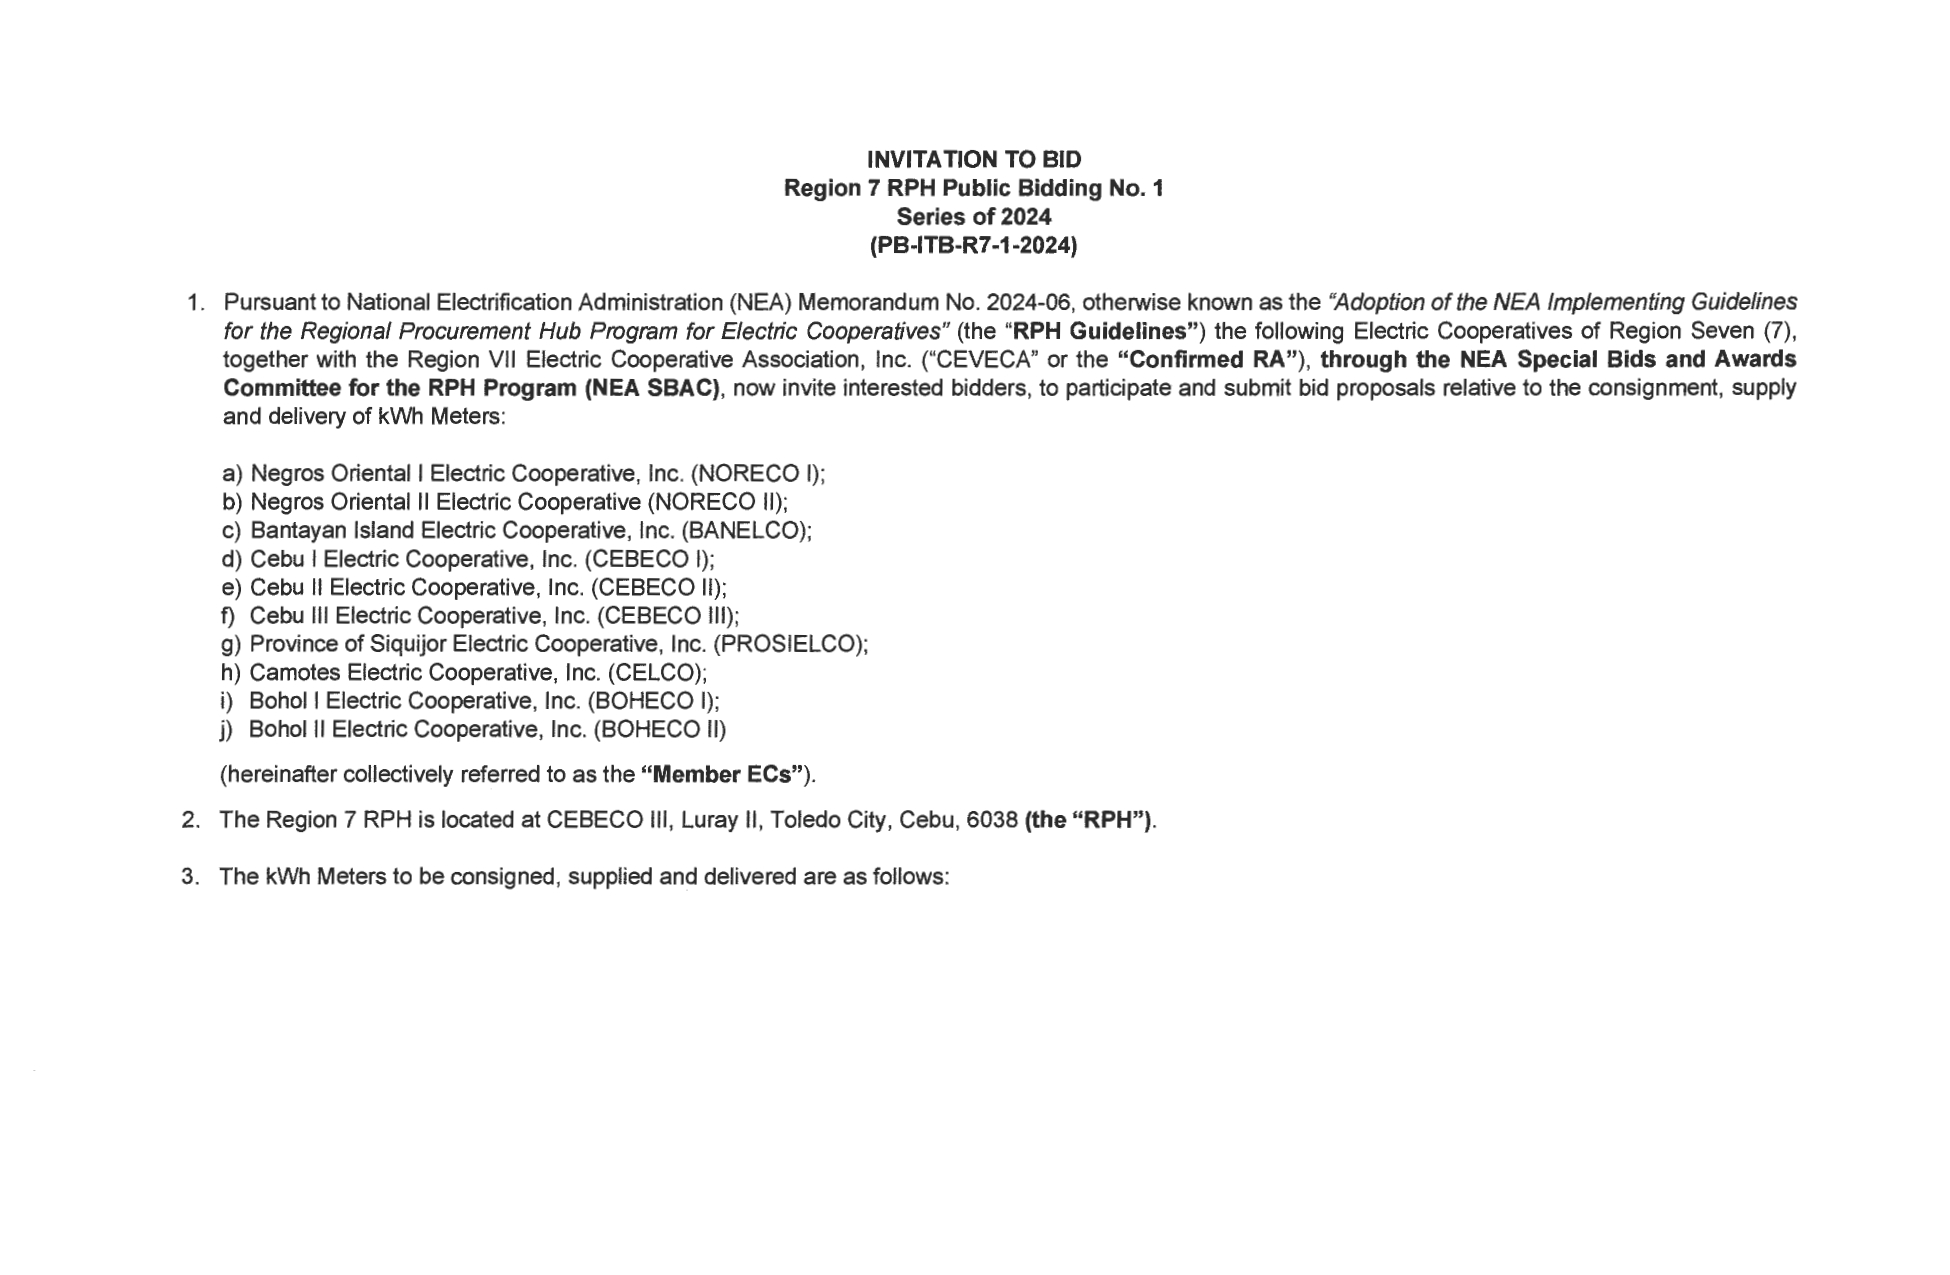 INVITATION TO BID
Region 7 RPH Public Bidding No. 1
Series of 2024
(PB-ITB-R7-1-2024)
1. Pursuant to National Electrification Administration (NEA) Memorandum No. 2024-06, otherwise known as the “Adoption of the NEA Implementing Guidelines
for the Regional Procurement Hub Program for Electric Cooperatives” (the “RPH Guidelines”) the following Electric Cooperatives of Region Seven (7),
together with the Region VII Electric Cooperative Association, Inc. (“CEVECA” or the “Confirmed RA”), through the NEA Special Bids and Awards
Committee for the RPH Program (NEA SBAC), now invite interested bidders, to participate and submit bid proposals relative to the consignment, supply
and delivery of kWh Meters:
a) Negros Oriental I Electric Cooperative, Inc. (NORECO I);
b) Negros Oriental II Electric Cooperative (NORECO II);
c) Bantayan Island Electric Cooperative, Inc. (BANELCO);
d) Cebu I Electric Cooperative, Inc. (CEBECO I);
e) Cebu II Electric Cooperative, Inc. (CEBECO II);
f) Cebu III Electric Cooperative, Inc. (CEBECO III);
g) Province of Siquijor Electric Cooperative, Inc. (PROSIELCO);
h) Camotes Electric Cooperative, Inc. (CELCO);
i) Bohol I Electric Cooperative, Inc. (BOHECO I);
j) Bohol II Electric Cooperative, Inc. (BOHECO II)
(hereinafter collectively referred to as the “Member ECs”).
2. The Region 7 RPH is located at CEBECO III, Luray II, Toledo City, Cebu, 6038 (the “RPH”).
3. The kWh Meters to be consigned, supplied and delivered are as follows: